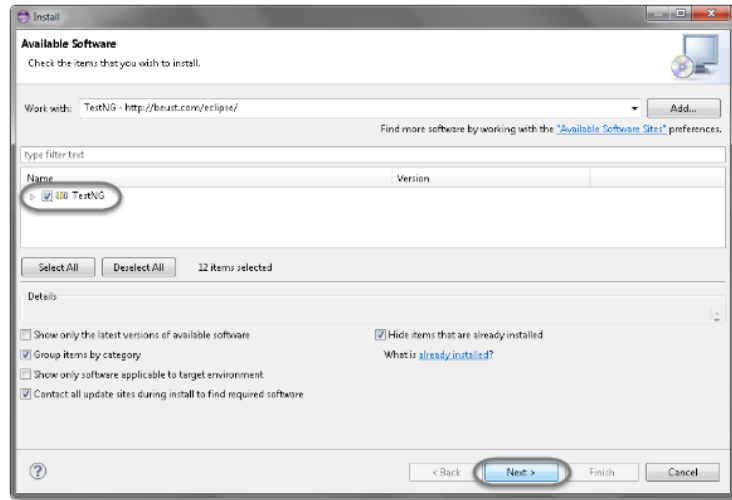 Install
Available Software
Check the items that you wish to install.
Work with: TestNG - http://beust.com/eclipse/ Add...
Find more software by working with the "Available Software Sites" preferences.
type filter text
Name Version
TestNG
Select All Deselect All 12 items selected
Details
Show only the latest versions of available software Hide items that are already installed
Group items by category What is already installed?
Show only software applicable to target environment
Contact all update sites during install to find required software
? < Back Next > Finish Cancel